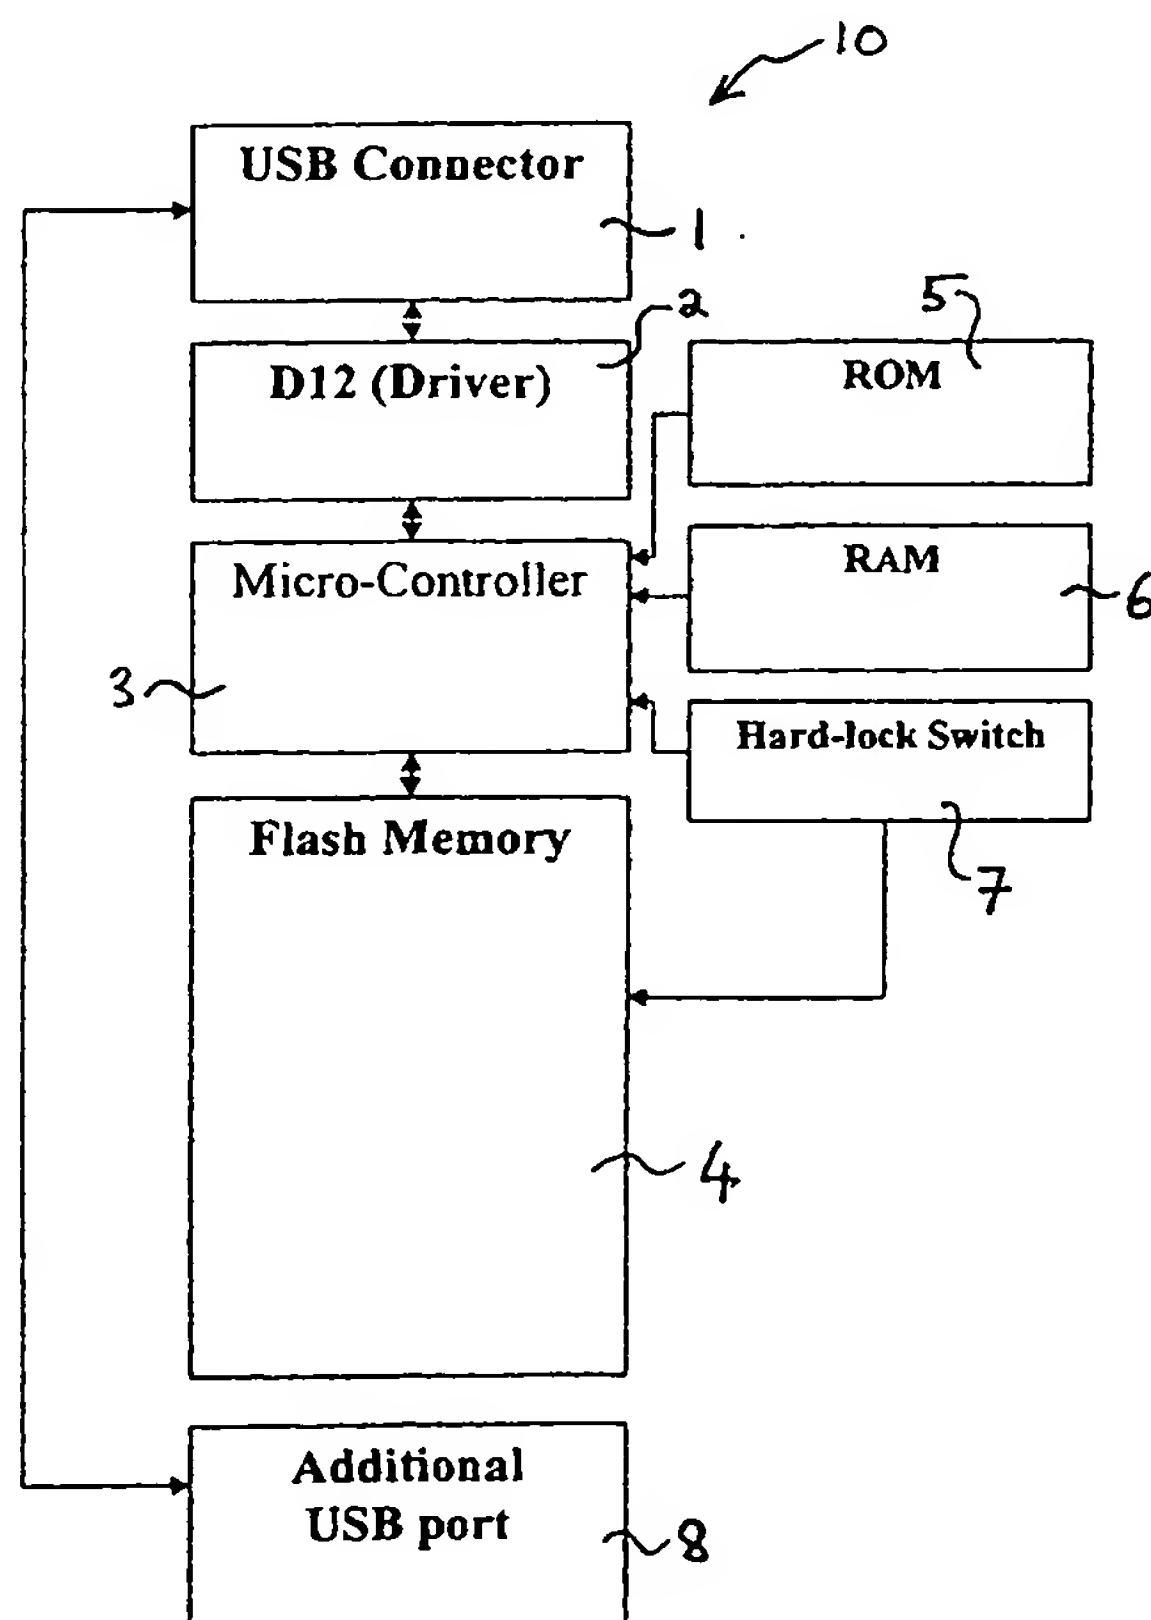 10
USB Connector
1
2
D12 (Driver)
5
ROM
Micro-Controller
3
RAM
6
Hard-lock Switch
7
Flash Memory
4
Additional
USB port
8